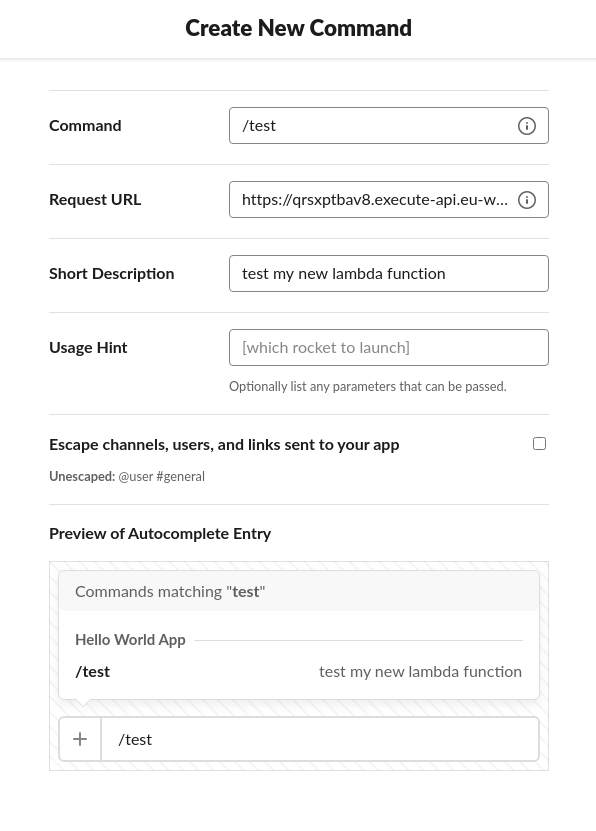 Create New Command
Command
/test
Request URL
https://qrsxptbav8.execute-api.eu-w...
Short Description
test my new lambda function
Usage Hint
[which rocket to launch]
Optionally list any parameters that can be passed.
Escape channels, users, and links sent to your app
Unescaped: @user #general
Preview of Autocomplete Entry
Commands matching "test"
Hello World App
/test test my new lambda function
/test